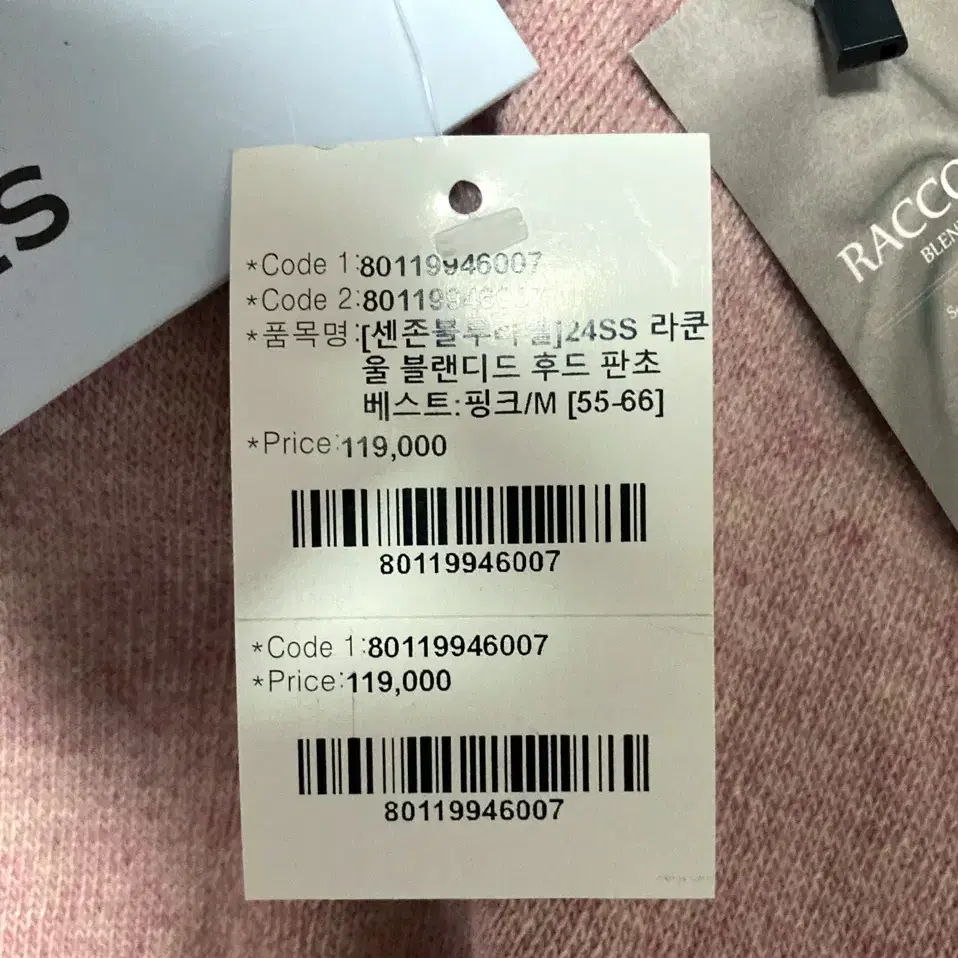 ES
RACCO
BLEN
*Code 1:80119946007
*Code 2:80119946007
*품목명:[센존블루라벨]24SS 라쿤
울 블랜디드 후드 판초
베스트:핑크/M [55-66]
*Price:119,000
80119946007
*Code 1:80119946007
*Price:119,000
80119946007